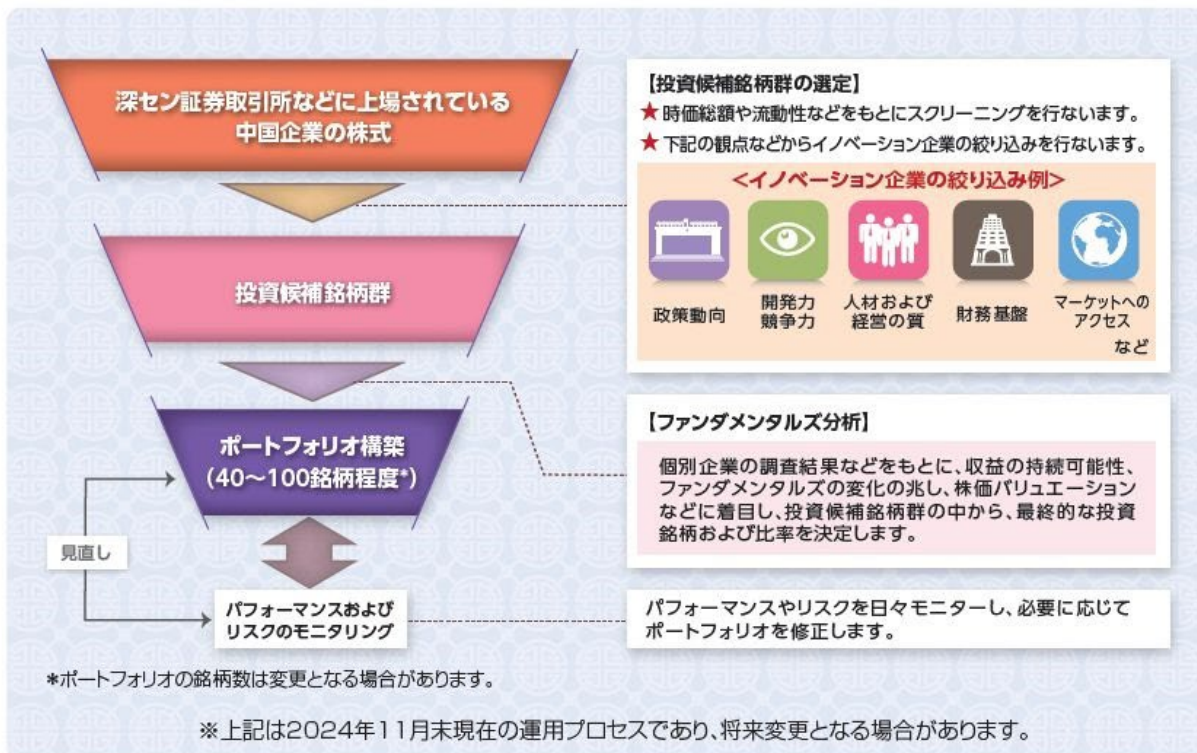 深セン証券取引所などに上場されている
中国企業の株式
【投資候補銘柄群の選定】
★時価総額や流動性などをもとにスクリーニングを行ないます。
★下記の観点などからイノベーション企業の絞り込みを行ないます。
<イノベーション企業の絞り込み例>
政策動向
開発力
競争力
人材および
経営の質
財務基盤
マーケットへの
アクセス
など
投資候補銘柄群
【ファンダメンタルズ分析】
個別企業の調査結果などをもとに、収益の持続可能性、
ファンダメンタルズの変化の兆し、株価バリュエーション
などに着目し、投資候補銘柄群の中から、最終的な投資
銘柄および比率を決定します。
ポートフォリオ構築
(40〜100銘柄程度*)
見直し
パフォーマンスおよび
リスクのモニタリング
パフォーマンスやリスクを日々モニターし、必要に応じて
ポートフォリオを修正します。
*ポートフォリオの銘柄数は変更となる場合があります。
※上記は2024年11月末現在の運用プロセスであり、将来変更となる場合があります。